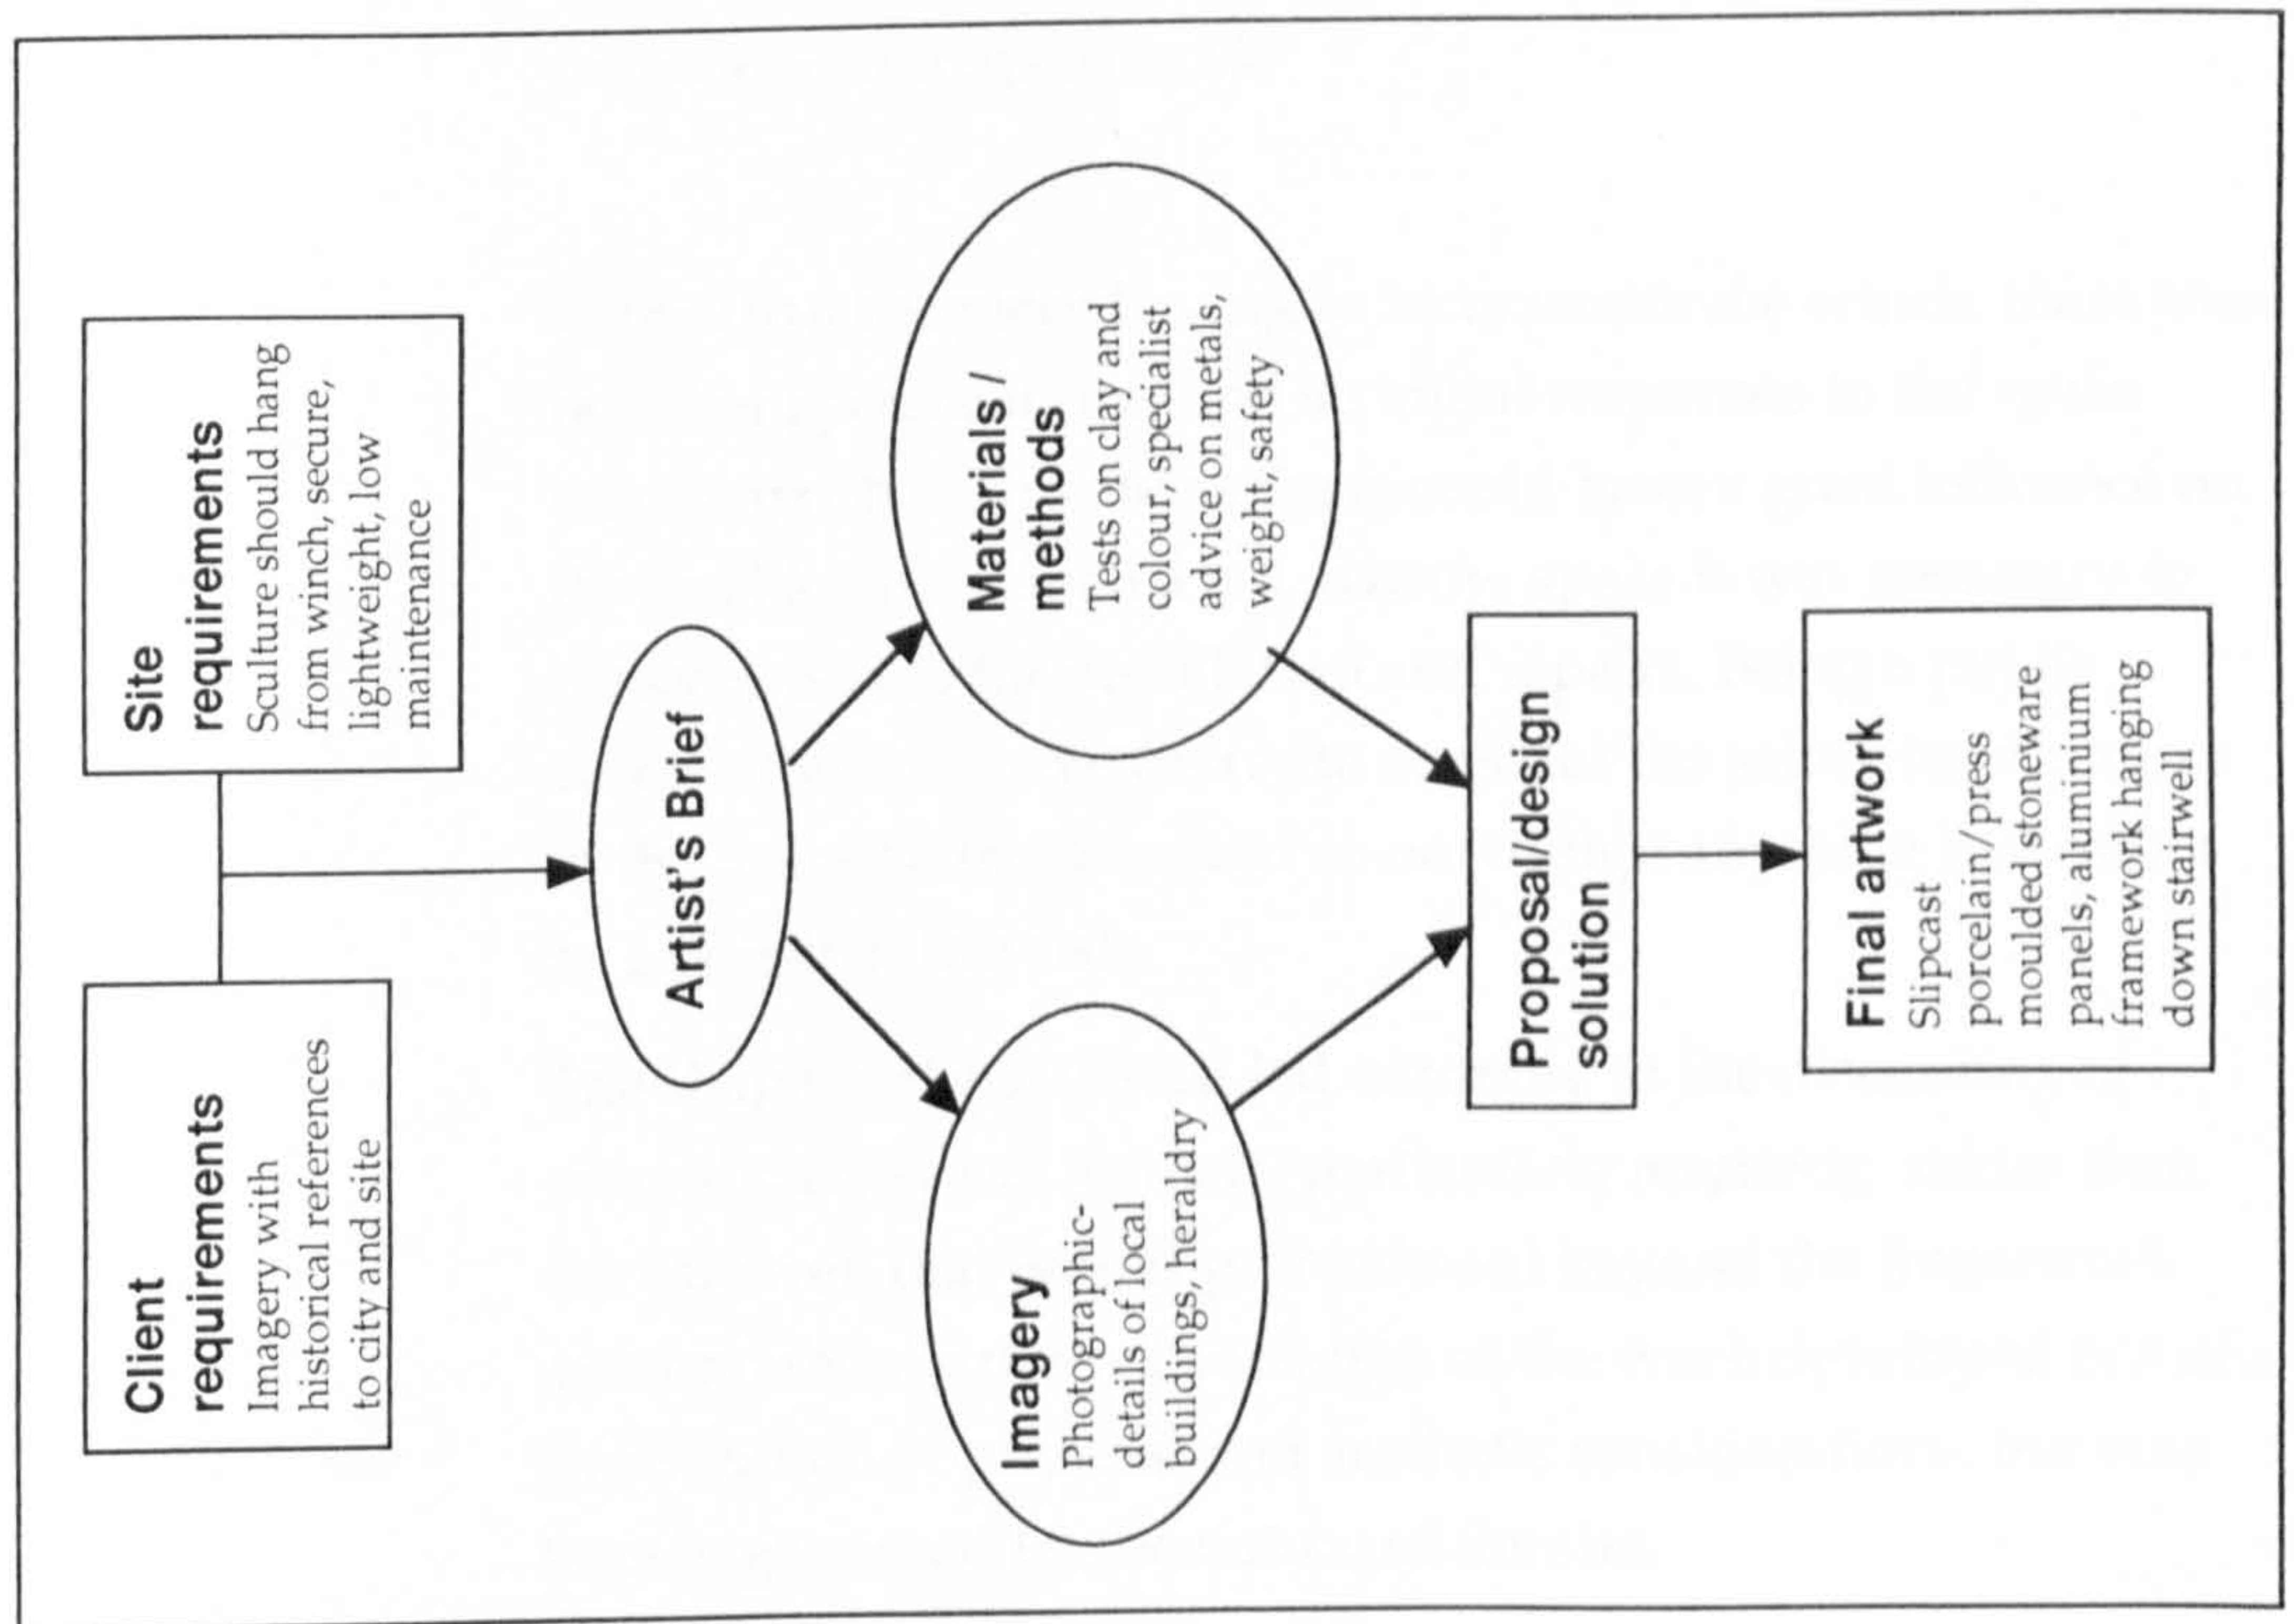 Client
requirements
Imagery with
historical references
to city and site
Site
requirements
Sculture should hang
from winch, secure,
lightweight, low
maintenance
Artist's Brief
Imagery
Photographic-
details of local
buildings, heraldry
Materials /
methods
Tests on clay and
colour, specialist
advice on metals,
weight, safety
Proposal/design
solution
Final artwork
Slipcast
porcelain/press
moulded stoneware
panels, aluminium
framework hanging
down stairwell